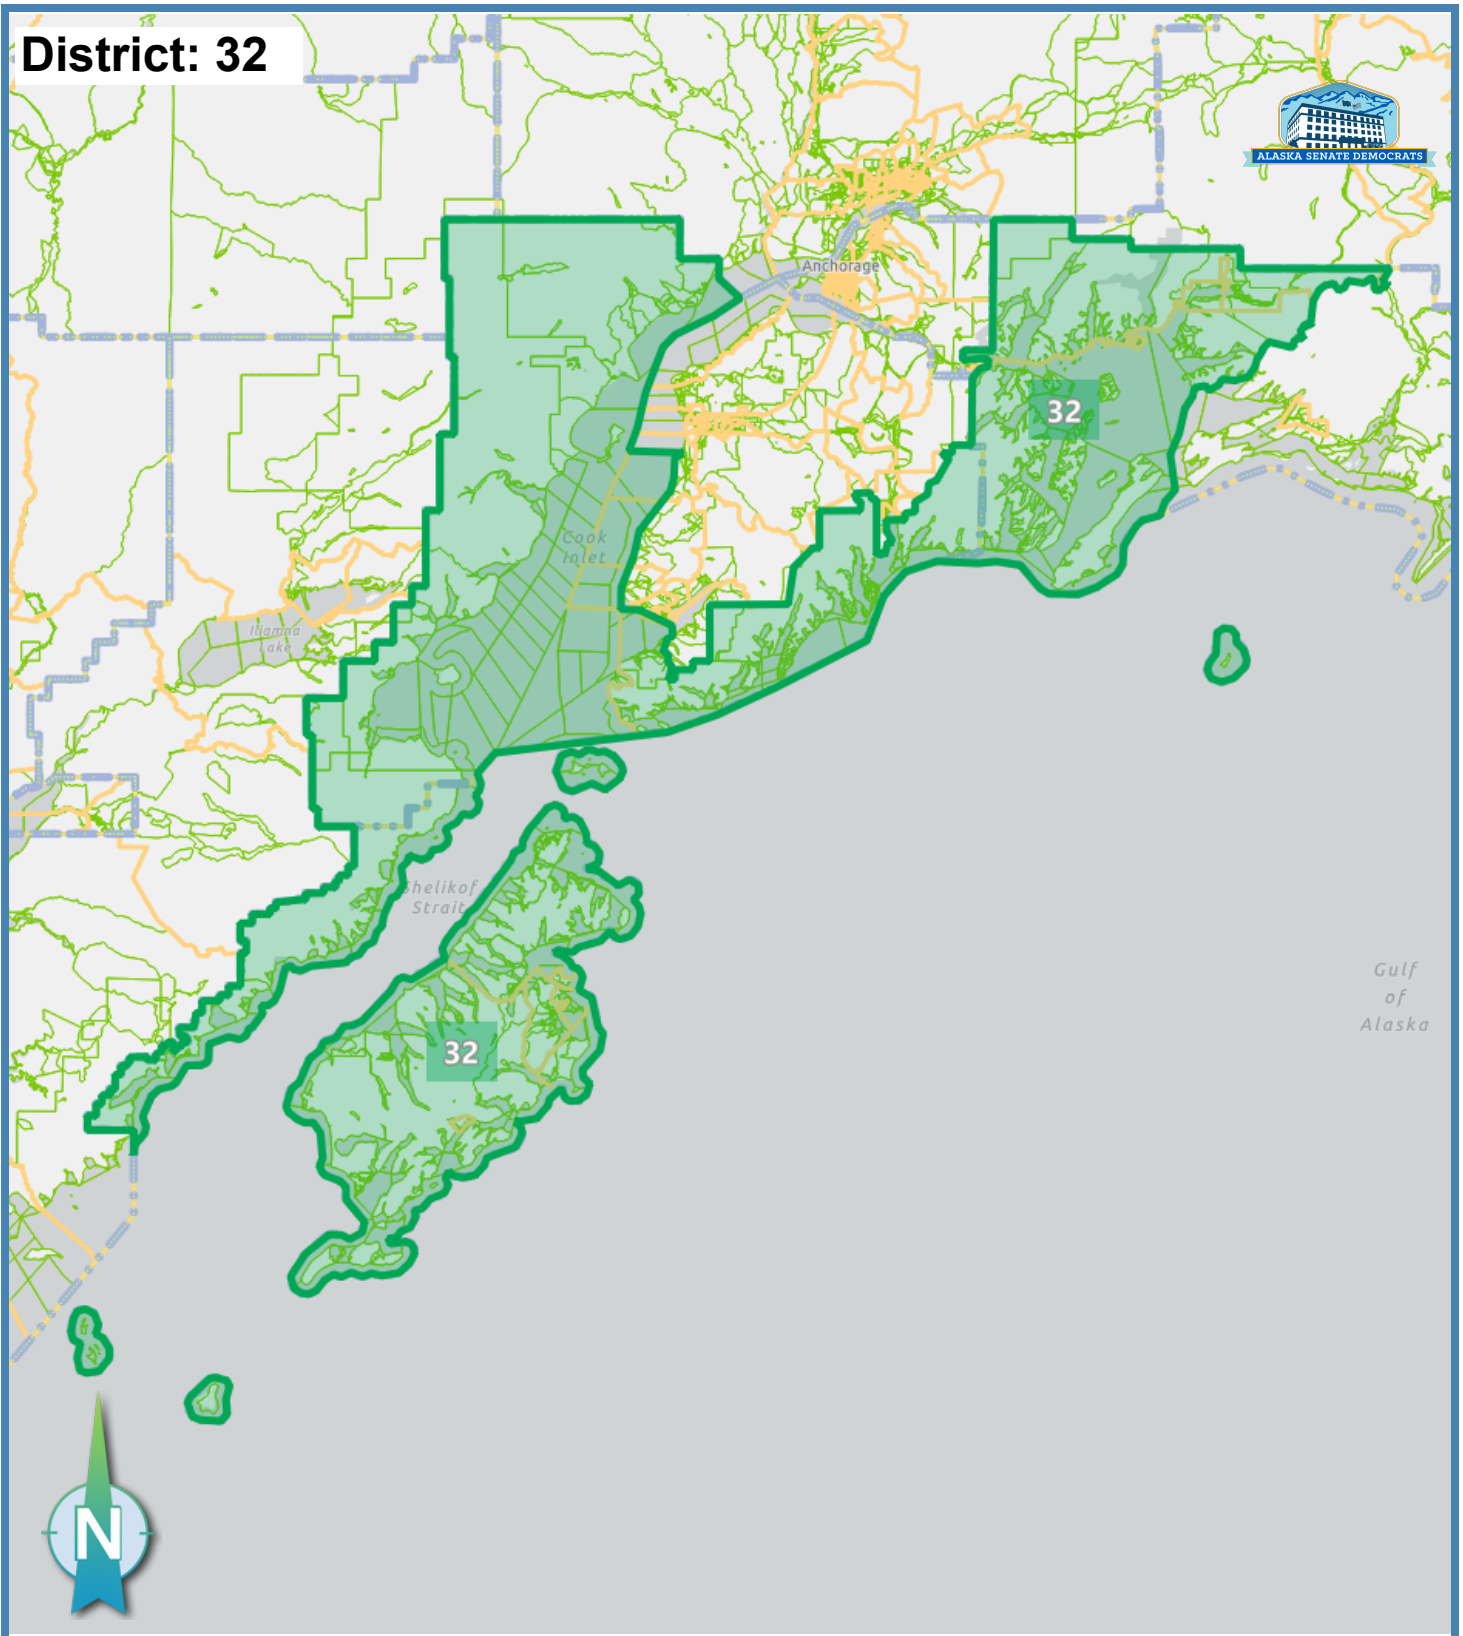 District: 32
ALASKA SENATE DEMOCRATS
Anchorage
32
Cook
Inlet
Iliamna
Lake
Shelikof
Strait
Gulf
of
Alaska
32
N